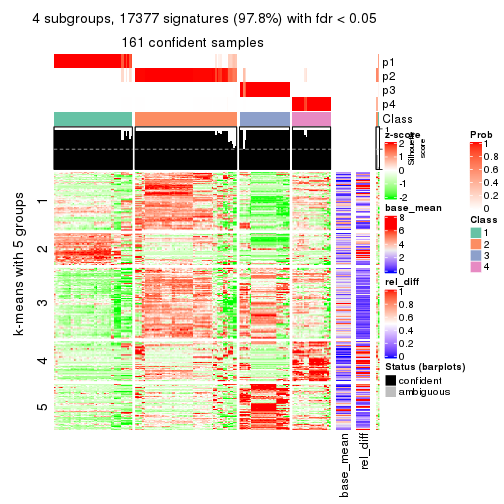 4 subgroups, 17377 signatures (97.8%) with fdr < 0.05
161 confident samples
p1
p2
p3
p4
Class
1
Silhouette
score
k-means with 5 groups
1
2
3
4
5
base_mean
rel_diff
z-score
2
1
0
-2
base_mean
8
6
4
2
0
rel_diff
1
0.8
0.6
0.4
0.2
0
Status (barplots)
confident
ambiguous
Prob
1
0.8
0.6
0.4
0.2
0
Class
1
2
3
4